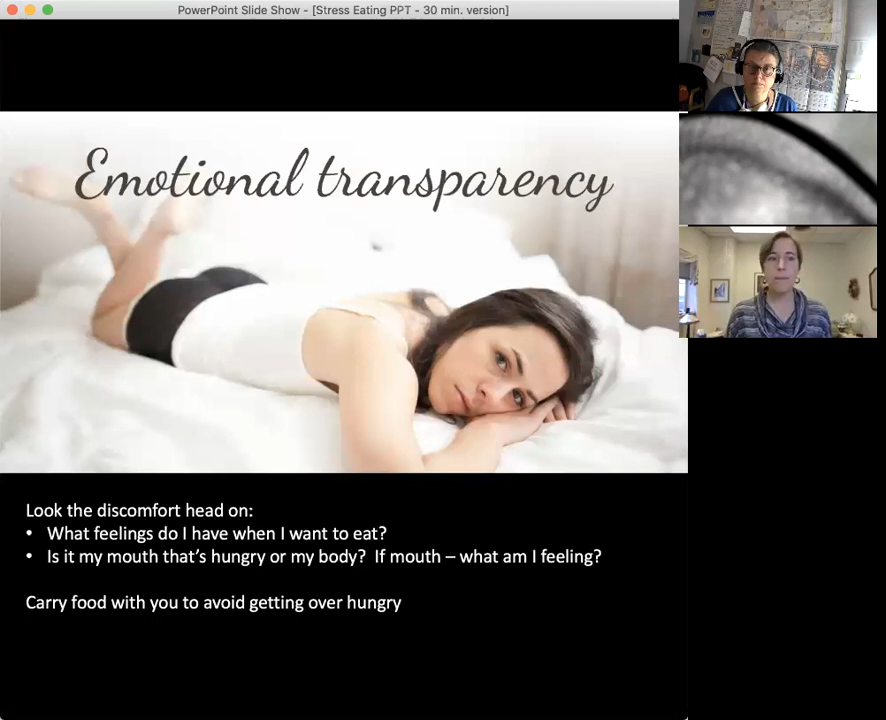 PowerPoint Slide Show - [Stress Eating PPT - 30 min. version]
Emotional transparency
Look the discomfort head on:
• What feelings do I have when I want to eat?
• Is it my mouth that's hungry or my body?  If mouth – what am I feeling?
Carry food with you to avoid getting over hungry